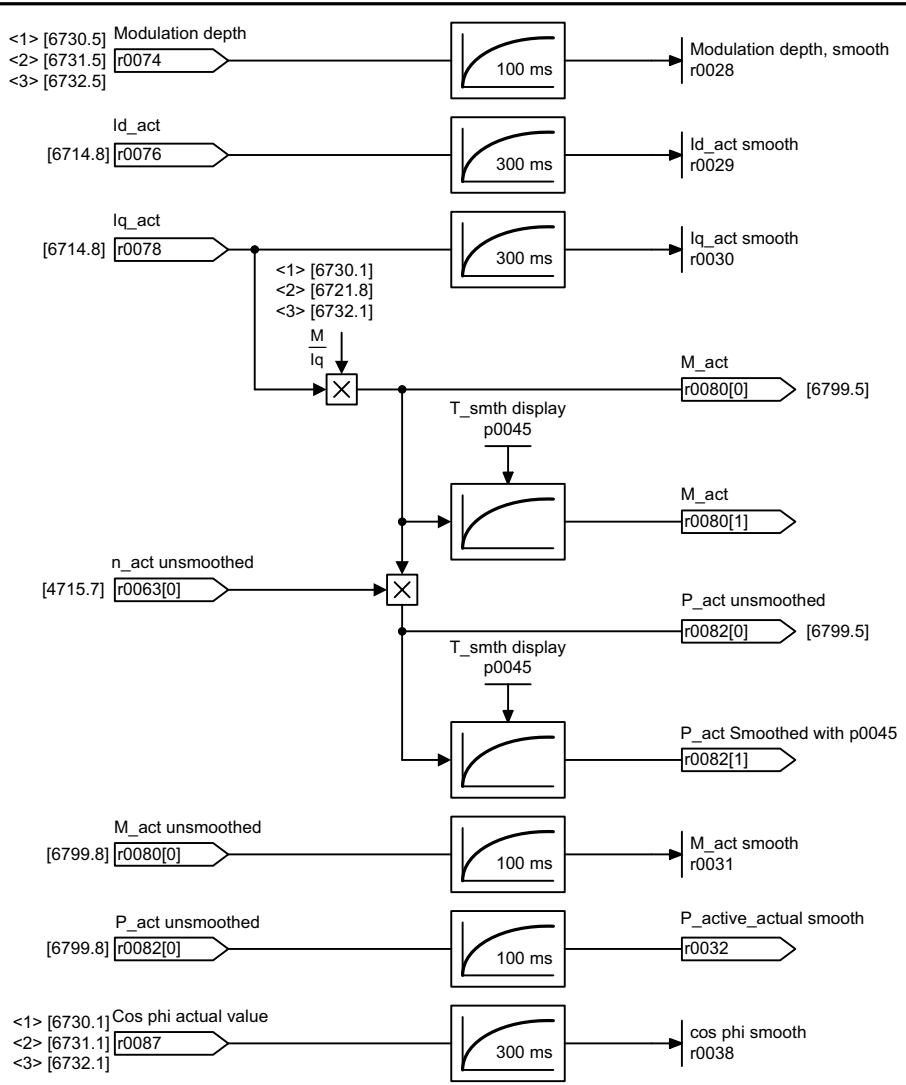 <1> [6730.5]
<2> [6731.5]
<3> [6732.5]
Modulation depth
r0074
100 ms
Modulation depth, smooth
r0028
Id_act
[6714.8] r0076
300 ms
Id_act smooth
r0029
Iq_act
[6714.8] r0078
300 ms
Iq_act smooth
r0030
<1> [6730.1]
<2> [6721.8]
<3> [6732.1]
M
Iq
M_act
r0080[0] [6799.5]
T_smth display
p0045
M_act
r0080[1]
n_act unsmoothed
[4715.7] r0063[0]
P_act unsmoothed
r0082[0] [6799.5]
T_smth display
p0045
P_act Smoothed with p0045
r0082[1]
M_act unsmoothed
[6799.8] r0080[0]
100 ms
M_act smooth
r0031
P_act unsmoothed
[6799.8] r0082[0]
100 ms
P_active_actual smooth
r0032
<1> [6730.1]
<2> [6731.1]
<3> [6732.1]
Cos phi actual value
r0087
300 ms
cos phi smooth
r0038